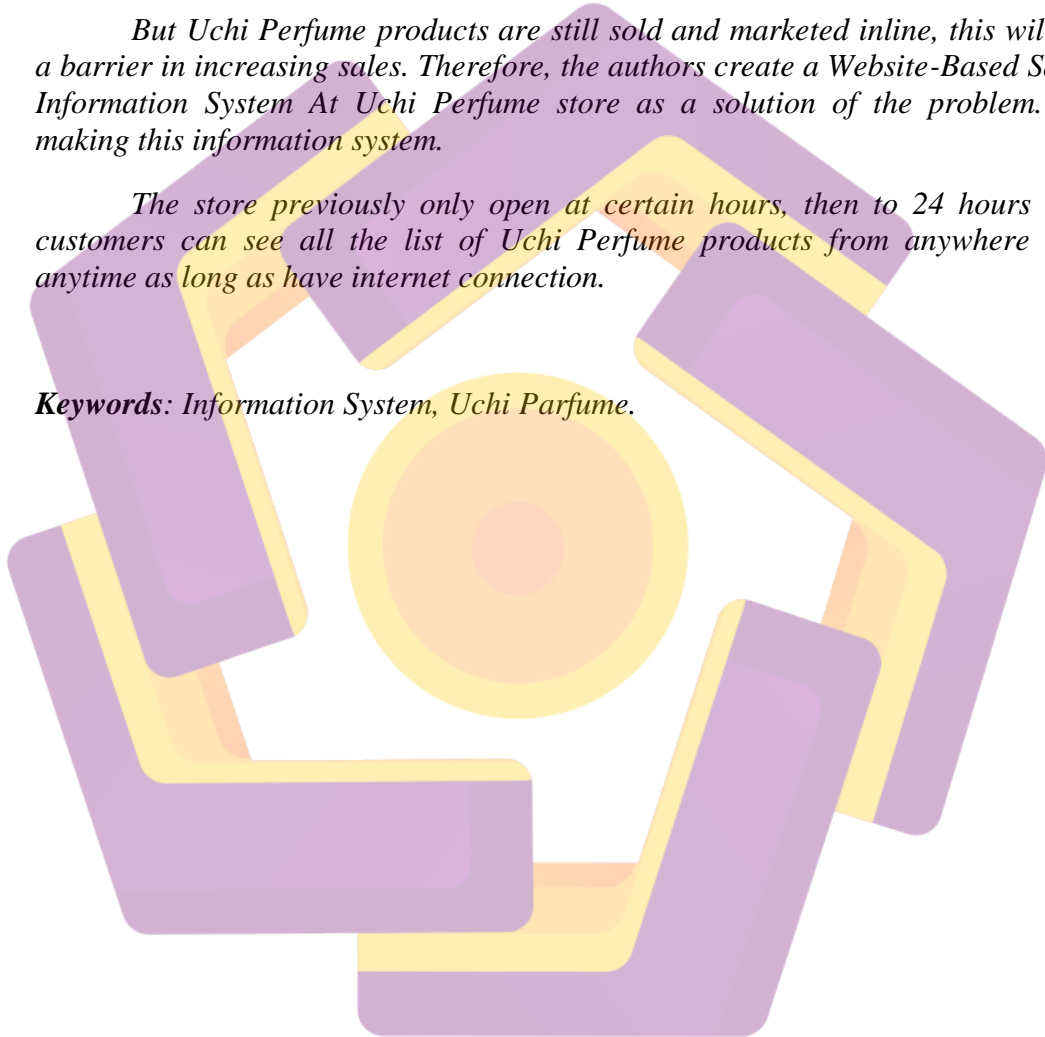 But Uchi Perfume products are still sold and marketed inline, this wil
a barrier in increasing sales. Therefore, the authors create a Website-Based S
Information System At Uchi Perfume store as a solution of the problem.
making this information system.
The store previously only open at certain hours, then to 24 hours
customers can see all the list of Uchi Perfume products from anywhere
anytime as long as have internet connection.
Keywords: Information System, Uchi Parfume.